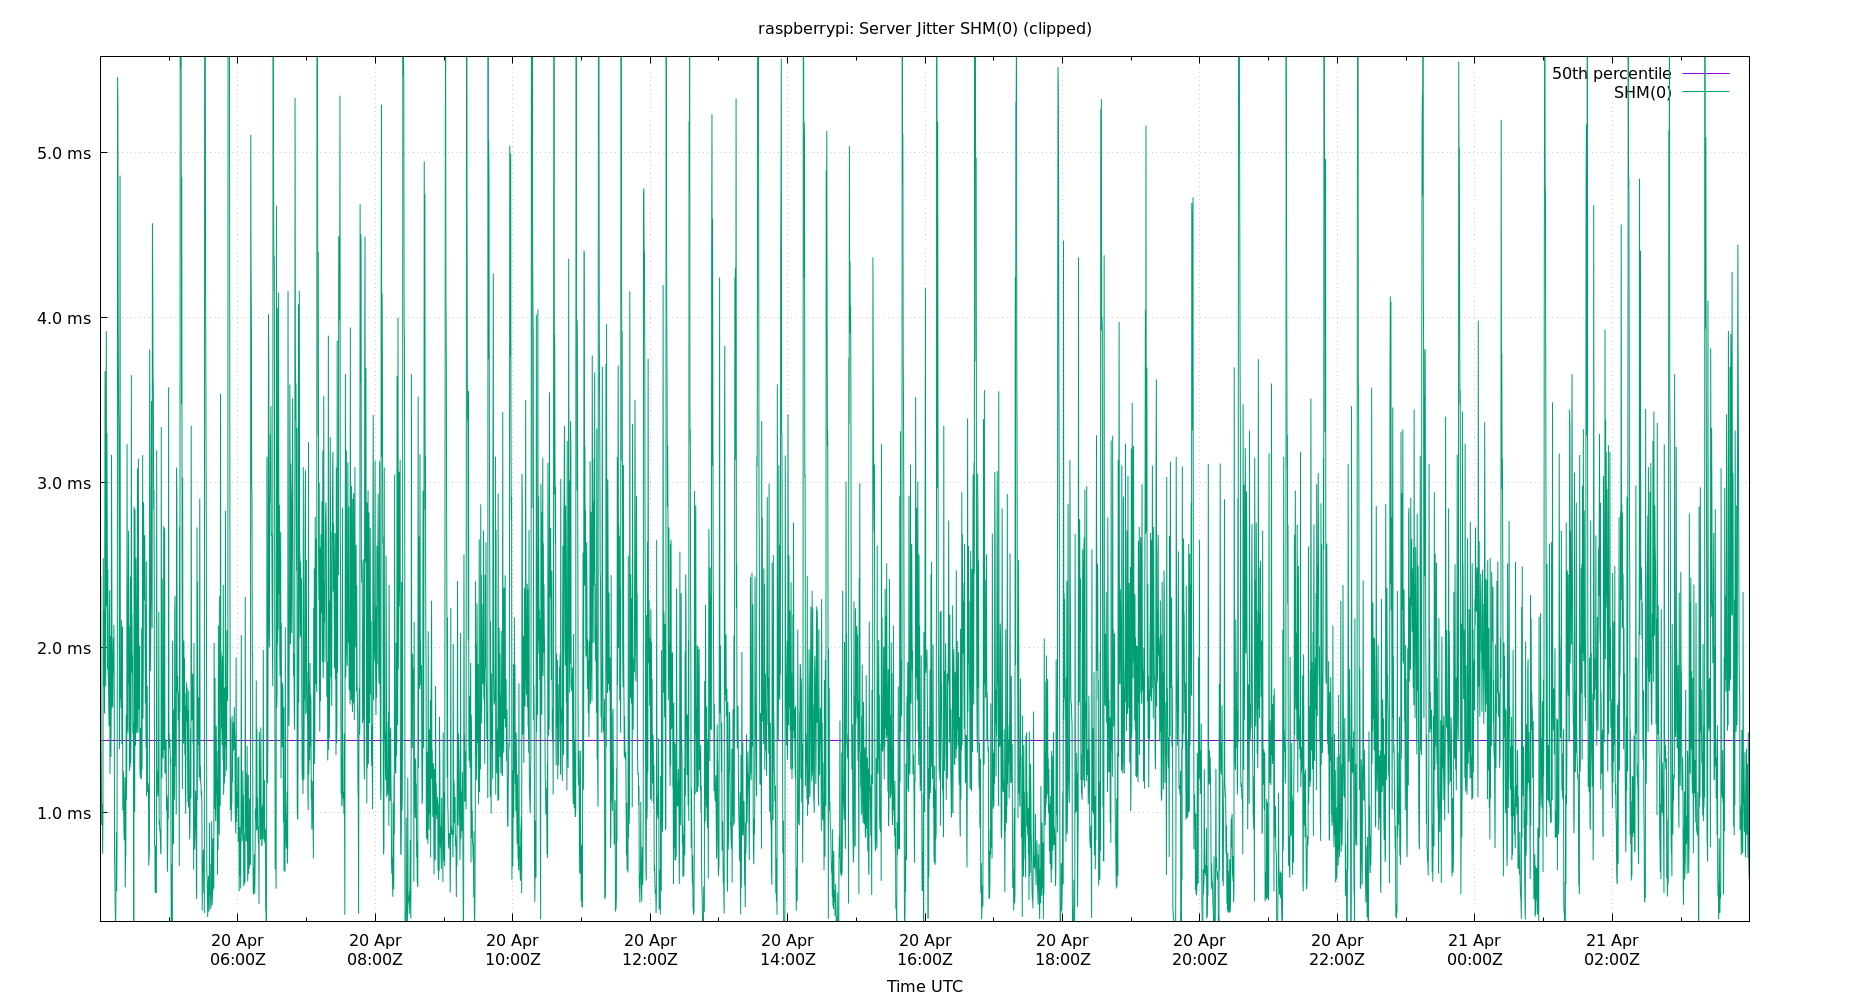 raspberrypi: Server Jitter SHM(0) (clipped)
50th percentile
SHM(0)
5.0 ms
4.0 ms
3.0 ms
2.0 ms
1.0 ms
20 Apr 20 Apr 20 Apr 20 Apr 20 Apr 20 Apr 20 Apr 20 Apr 20 Apr 21 Apr 21 Apr
06:00Z 08:00Z 10:00Z 12:00Z 14:00Z 16:00Z 18:00Z 20:00Z 22:00Z 00:00Z 02:00Z
Time UTC